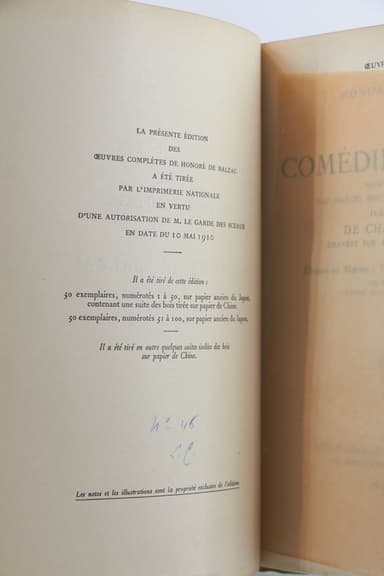 LA PRÉSENTE ÉDITION
DES
ŒUVRES COMPLÈTES DE HONORÉ DE BALZAC
A ÉTÉ TIRÉE
PAR L'IMPRIMERIE NATIONALE
EN VERTU
D'UNE AUTORISATION DE M. LE GARDE DES SCEAUX
EN DATE DU 10 MAI 1910
Il a été tiré de cette édition :
50 exemplaires, numérotés 1 à 50, sur papier ancien du Japon,
contenant une suite des bois tirée sur papier de Chine.
50 exemplaires, numérotés 51 à 100, sur papier ancien du Japon.
Il a été tiré en outre quelques suites isolées des bois
sur papier de Chine.
N° 46
Les notes et les illustrations sont la propriété exclusive de l'éditeur.
ŒUVR
COMÉDI
DE CH